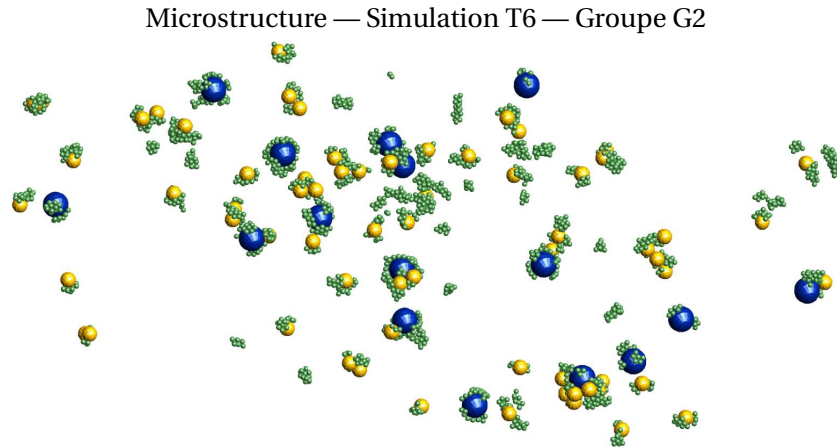 Microstructure — Simulation T6 — Groupe G2